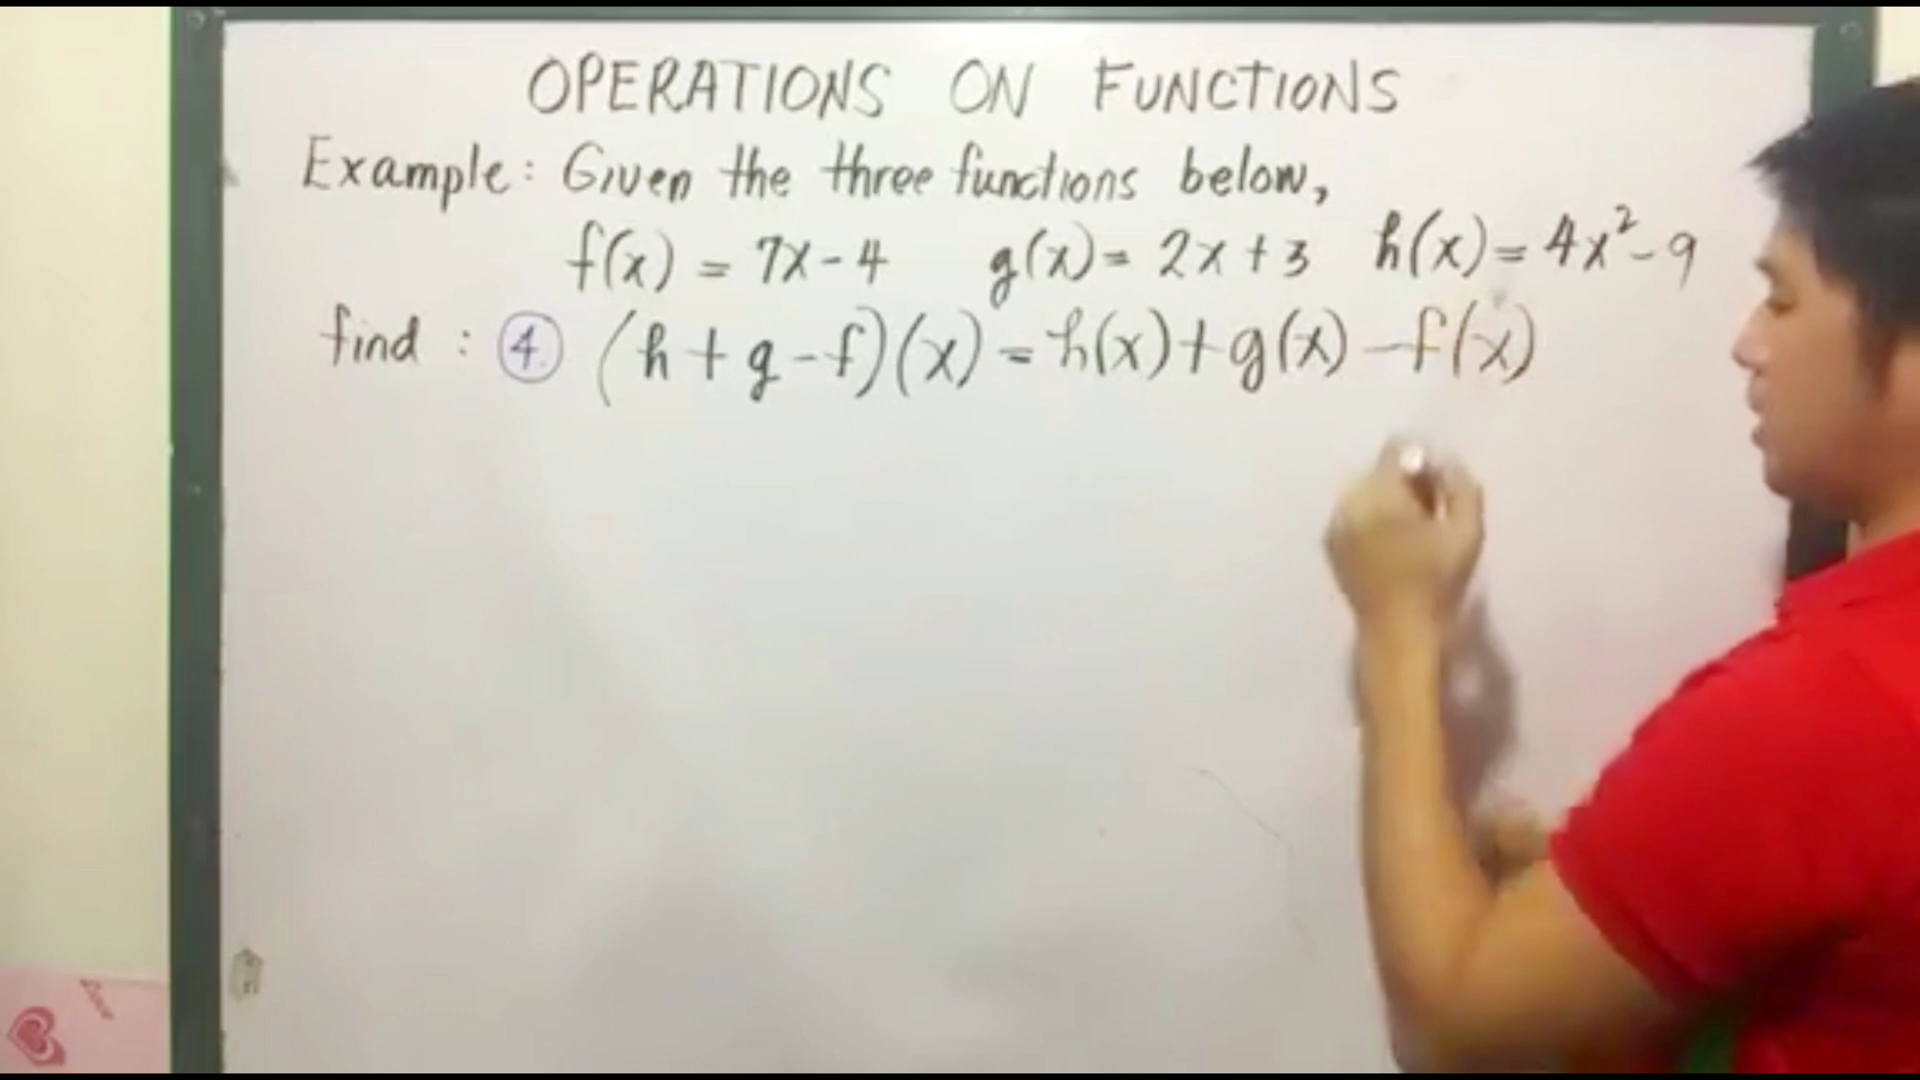 OPERATIONS ON FUNCTIONS
Example: Given the three functions below,
f(x) = 7x - 4 g(x) = 2x + 3 h(x) = 4x² - 9
find : 4. (h + g - f)(x) = h(x) + g(x) - f(x)